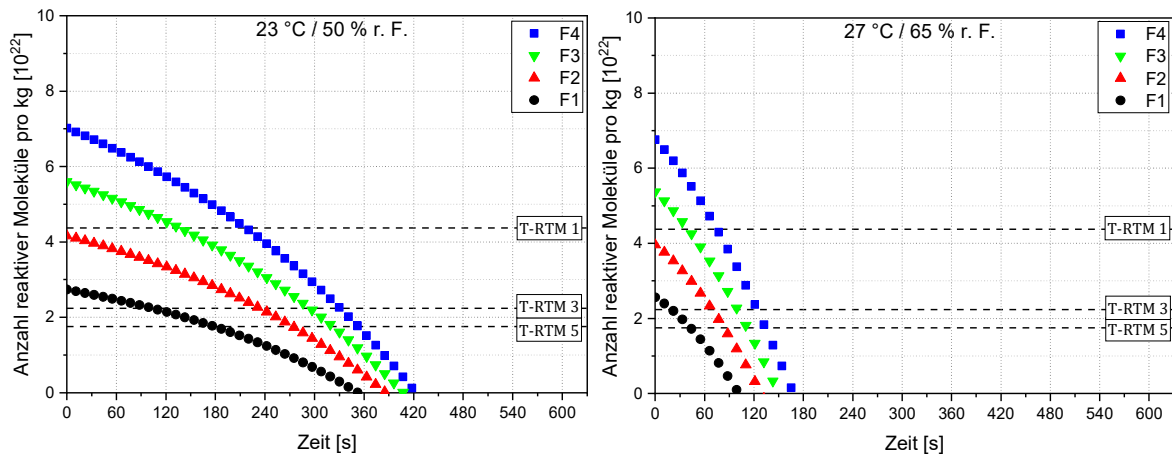 23 °C / 50 % r. F.
F4
F3
F2
F1
Anzahl reaktiver Moleküle pro kg [10²²]
10
8
6
4
2
0
T-RTM 1
T-RTM 3
T-RTM 5
0 60 120 180 240 300 360 420 480 540 600
Zeit [s]
27 °C / 65 % r. F.
F4
F3
F2
F1
Anzahl reaktiver Moleküle pro kg [10²²]
10
8
6
4
2
0
T-RTM 1
T-RTM 3
T-RTM 5
0 60 120 180 240 300 360 420 480 540 600
Zeit [s]